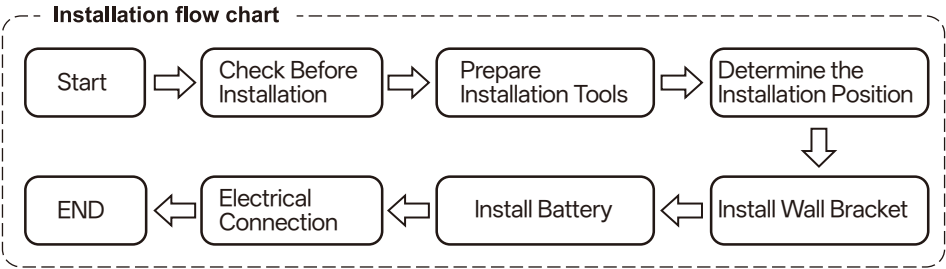 Installation flow chart
Start
Check Before
Installation
Prepare
Installation Tools
Determine the
Installation Position
Install Wall Bracket
Install Battery
Electrical
Connection
END